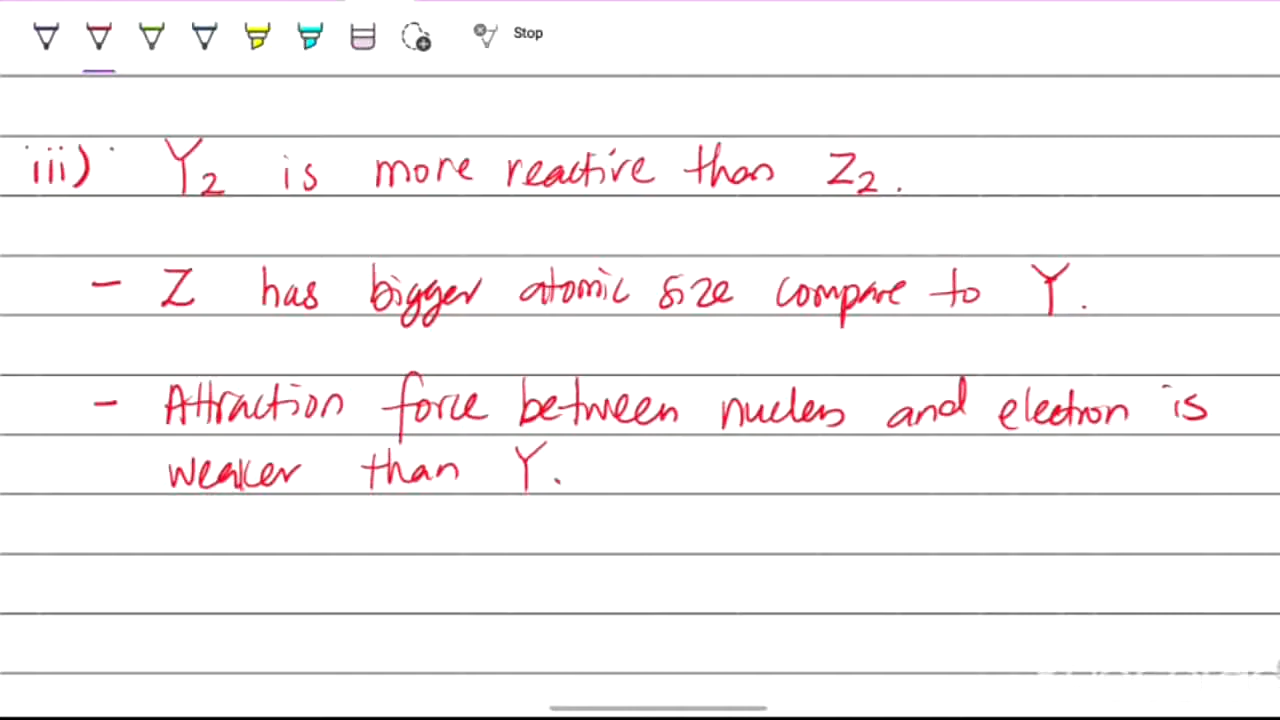 Stop
iii) Y₂ is more reactive than Z₂.
- Z has bigger atomic size compare to Y.
- Attraction force between nucleus and electron is
weaker than Y.